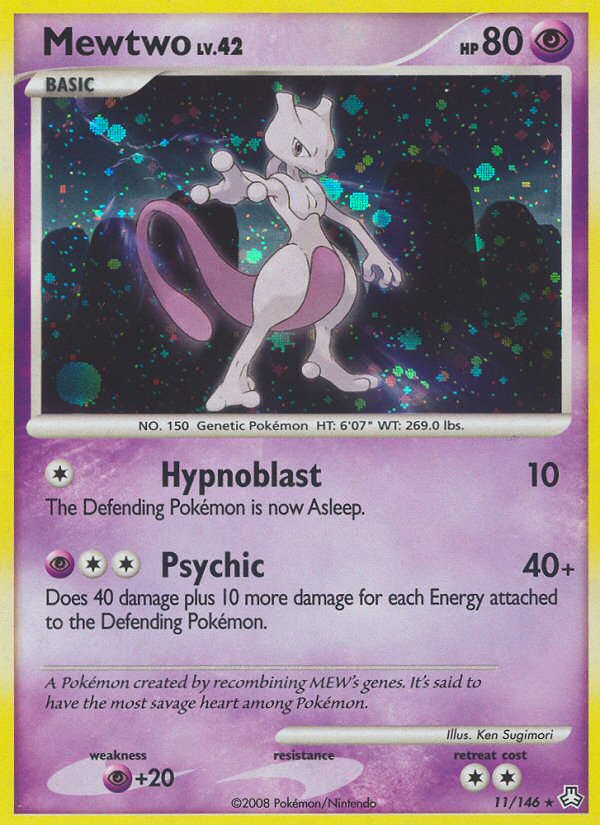 Mewtwo LV.42 HP 80
BASIC
NO. 150 Genetic Pokémon HT: 6'07" WT: 269.0 lbs.
Hypnoblast 10
The Defending Pokémon is now Asleep.
Psychic 40+
Does 40 damage plus 10 more damage for each Energy attached
to the Defending Pokémon.
A Pokémon created by recombining MEW's genes. It's said to
have the most savage heart among Pokémon.
Illus. Ken Sugimori
weakness resistance retreat cost
+20
©2008 Pokémon/Nintendo 11/146 ★